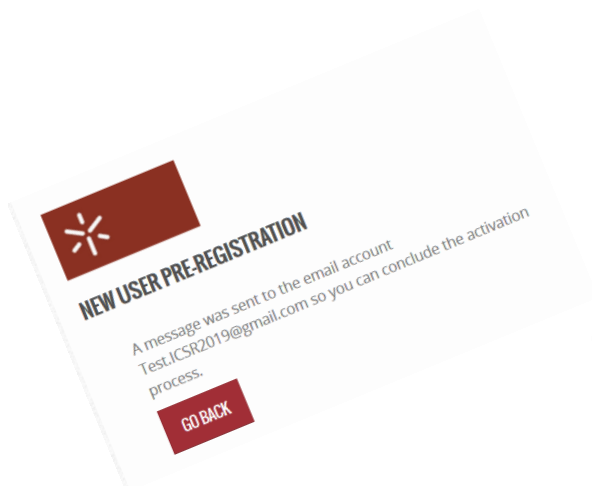 NEW USER PRE-REGISTRATION
A message was sent to the email account
Test.ICSR2019@gmail.com so you can conclude the activation
process.
GO BACK